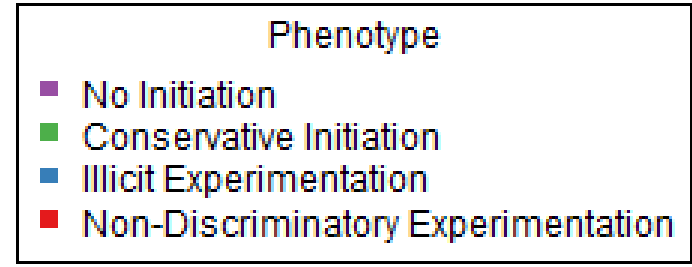 Phenotype
No Initiation
Conservative Initiation
Illicit Experimentation
Non-Discriminatory Experimentation